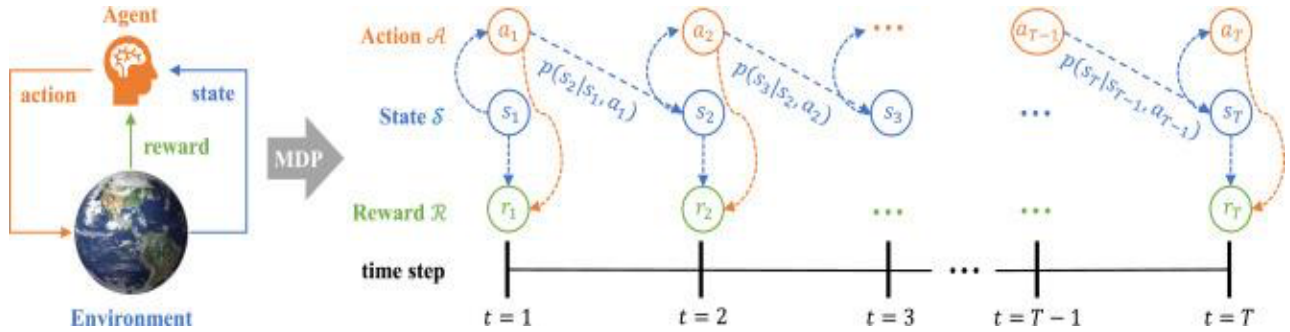 Agent
action
state
reward
Environment
MDP
Action 𝒜 a₁ a₂ ... a_{T−1} a_T
p(s₂|s₁, a₁) p(s₃|s₂, a₂) p(s_T|s_{T−1}, a_{T−1})
State 𝒮 s₁ s₂ s₃ ... s_T
Reward ℛ r₁ r₂ ... ... r_T
time step ...
t = 1 t = 2 t = 3 t = T − 1 t = T